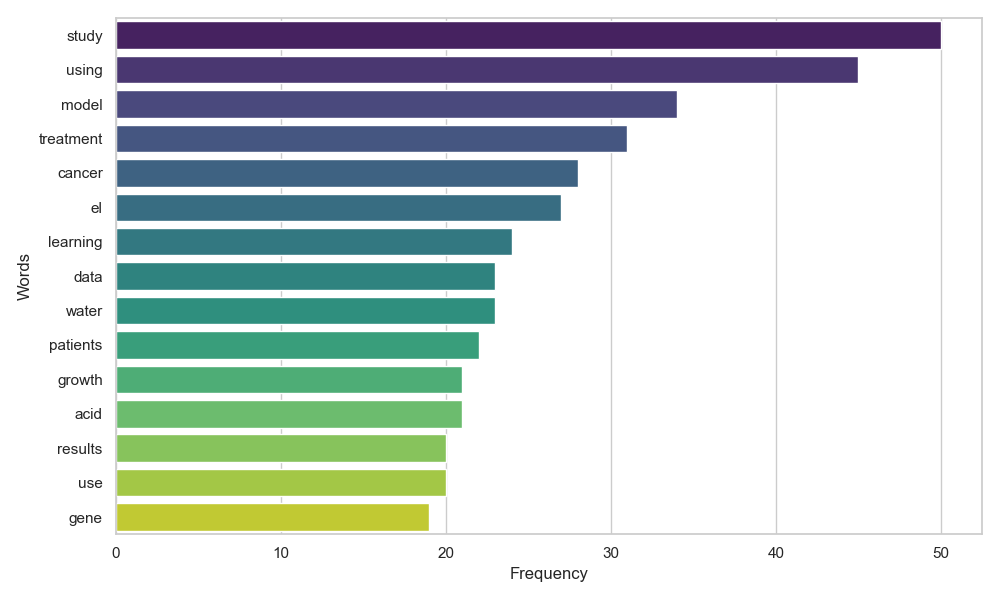 study
using
model
treatment
cancer
el
learning
data
water
patients
growth
acid
results
use
gene
Words
0 10 20 30 40 50
Frequency